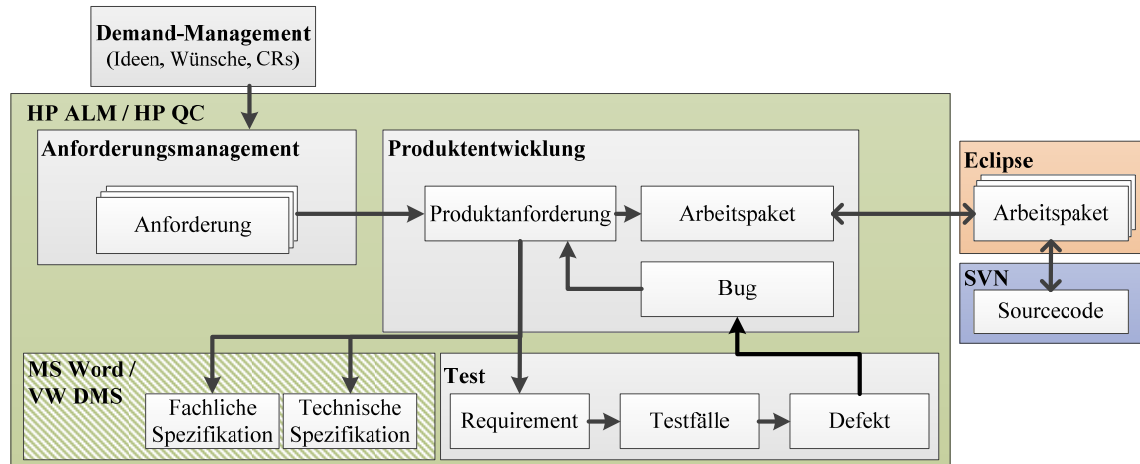 Demand-Management
(Ideen, Wünsche, CRs)
HP ALM / HP QC
Anforderungsmanagement
Anforderung
Produktentwicklung
Produktanforderung
Arbeitspaket
Bug
Eclipse
Arbeitspaket
SVN
Sourcecode
MS Word /
VW DMS
Fachliche
Spezifikation
Technische
Spezifikation
Test
Requirement
Testfälle
Defekt